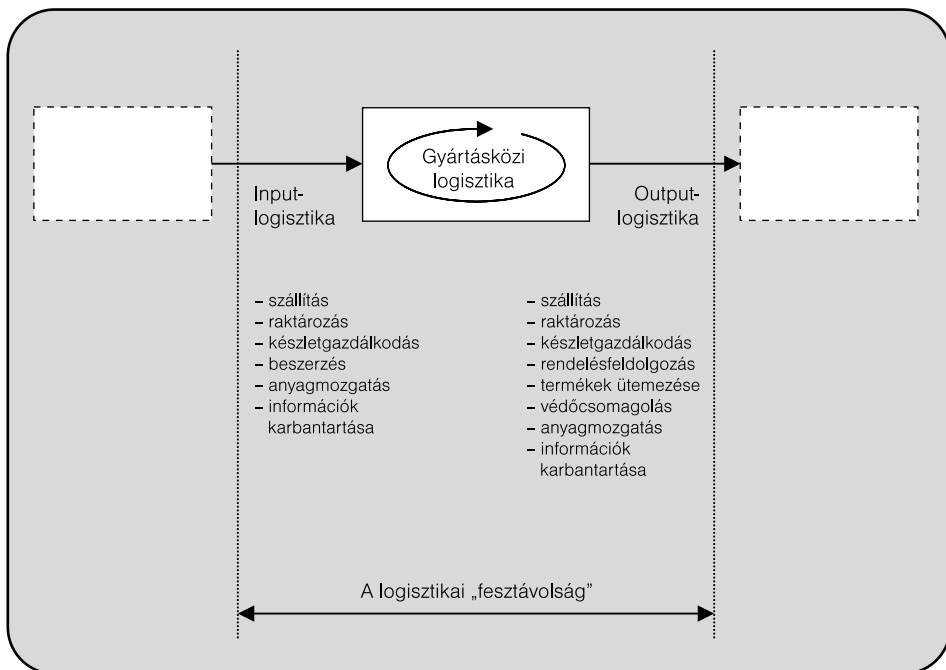 Gyártásközi
logisztika
Input-
logisztika
Output-
logisztika
– szállítás
– raktározás
– készletgazdálkodás
– beszerzés
– anyagmozgatás
– információk
karbantartása
– szállítás
– raktározás
– készletgazdálkodás
– rendelésfeldolgozás
– termékek ütemezése
– védőcsomagolás
– anyagmozgatás
– információk
karbantartása
A logisztikai „fesztávolság”